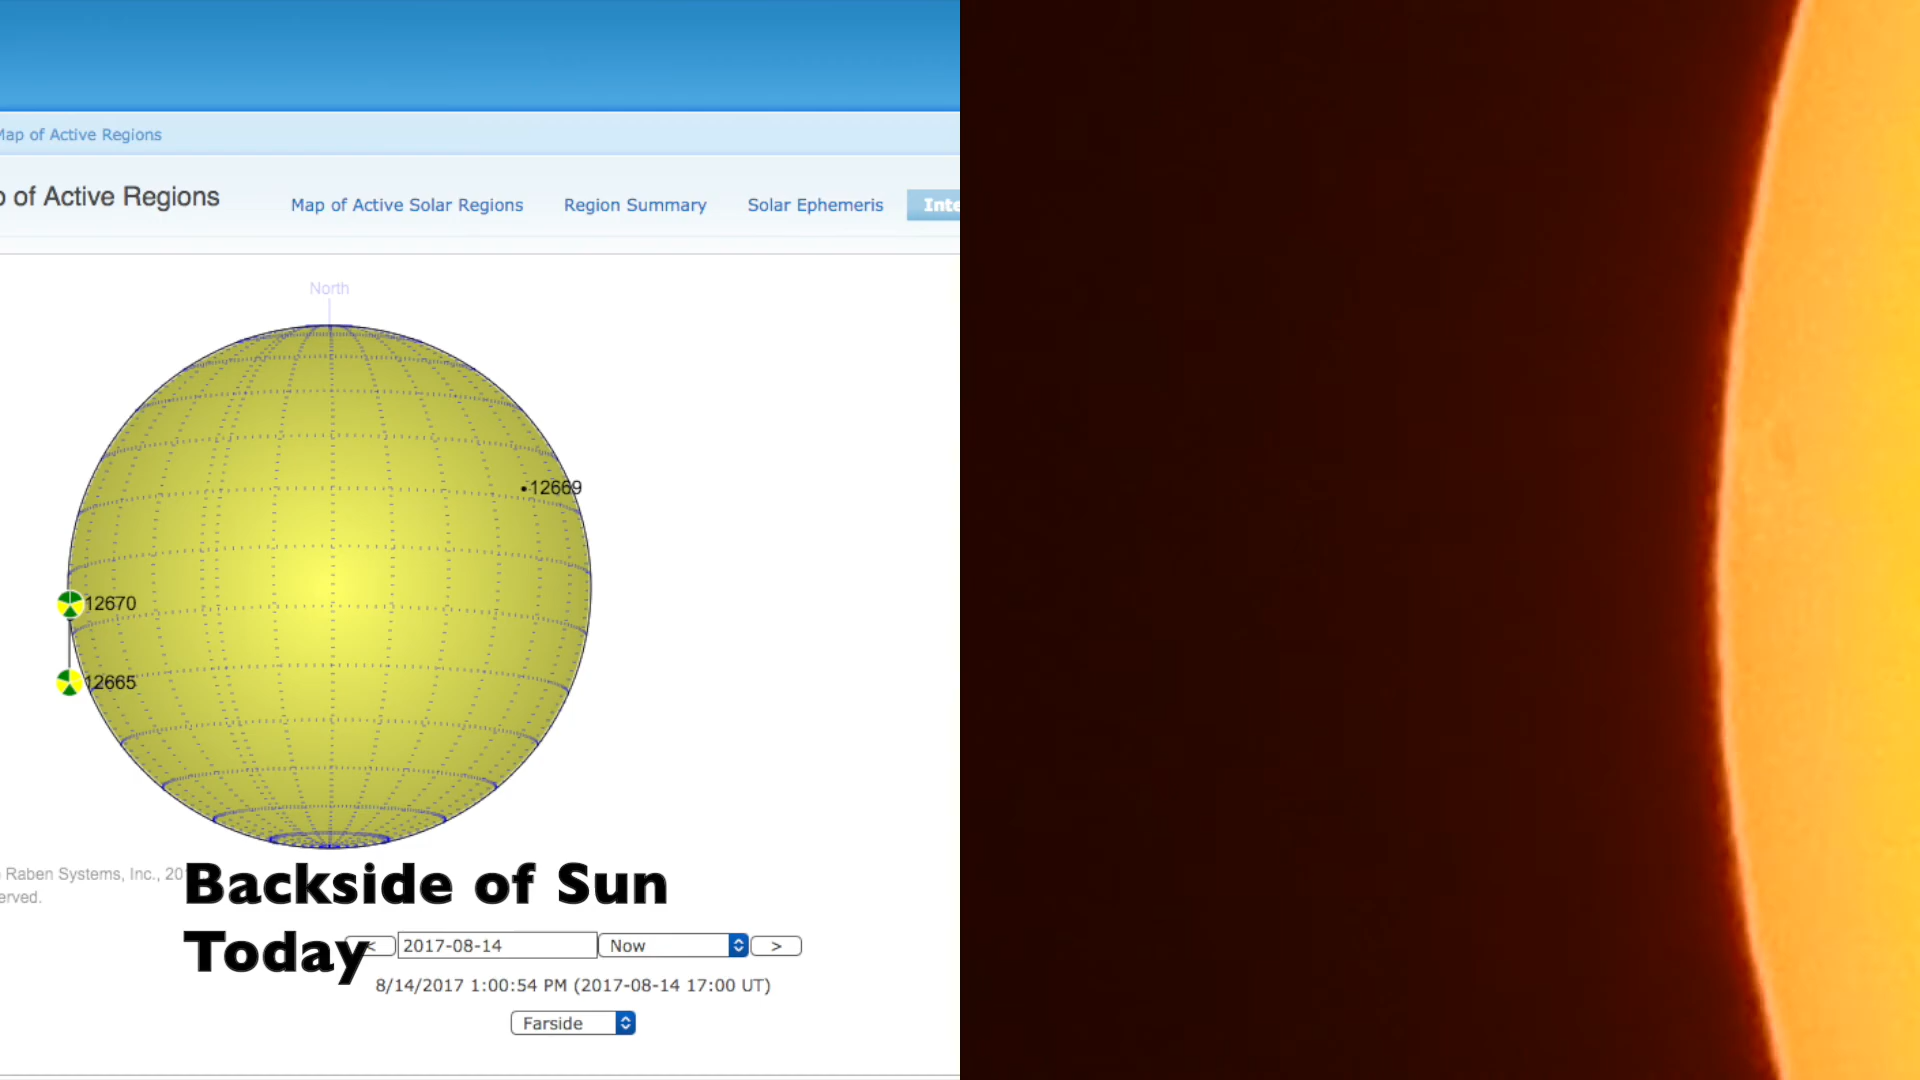 Map of Active Regions
of Active Regions
Map of Active Solar Regions
Region Summary
Solar Ephemeris
North
12669
12670
12665
Raben Systems, Inc., 20
Backside of Sun
Today
< 2017-08-14 Now >
8/14/2017 1:00:54 PM (2017-08-14 17:00 UT)
Farside